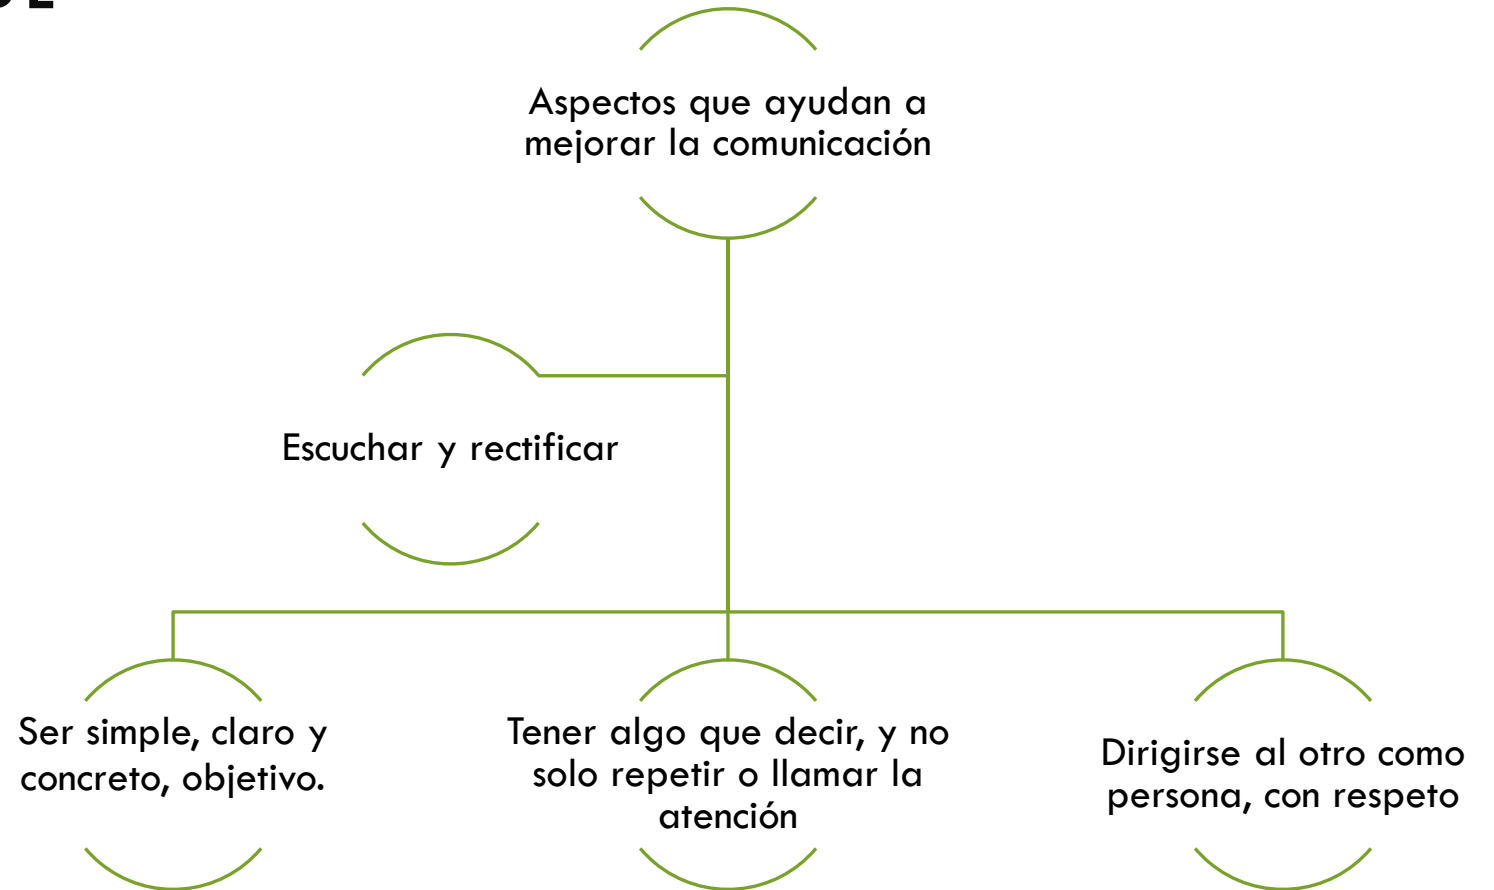 Aspectos que ayudan a
mejorar la comunicación
Escuchar y rectificar
Ser simple, claro y
concreto, objetivo.
Tener algo que decir, y no
solo repetir o llamar la
atención
Dirigirse al otro como
persona, con respeto